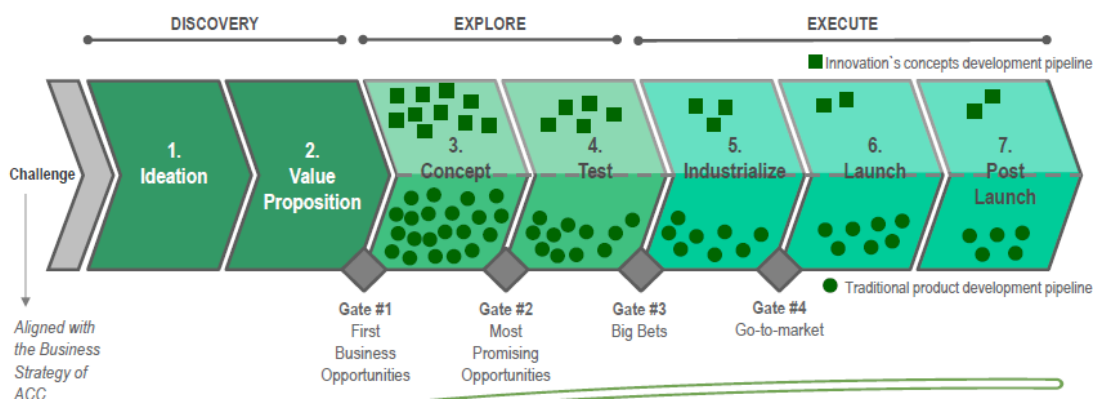 DISCOVERY
EXPLORE
EXECUTE
Innovation`s concepts development pipeline
Challenge
1.
Ideation
2.
Value
Proposition
3.
Concept
4.
Test
5.
Industrialize
6.
Launch
7.
Post
Launch
Traditional product development pipeline
Gate #1
First
Business
Opportunities
Gate #2
Most
Promising
Opportunities
Gate #3
Big Bets
Gate #4
Go-to-market
Aligned with
the Business
Strategy of
ACC